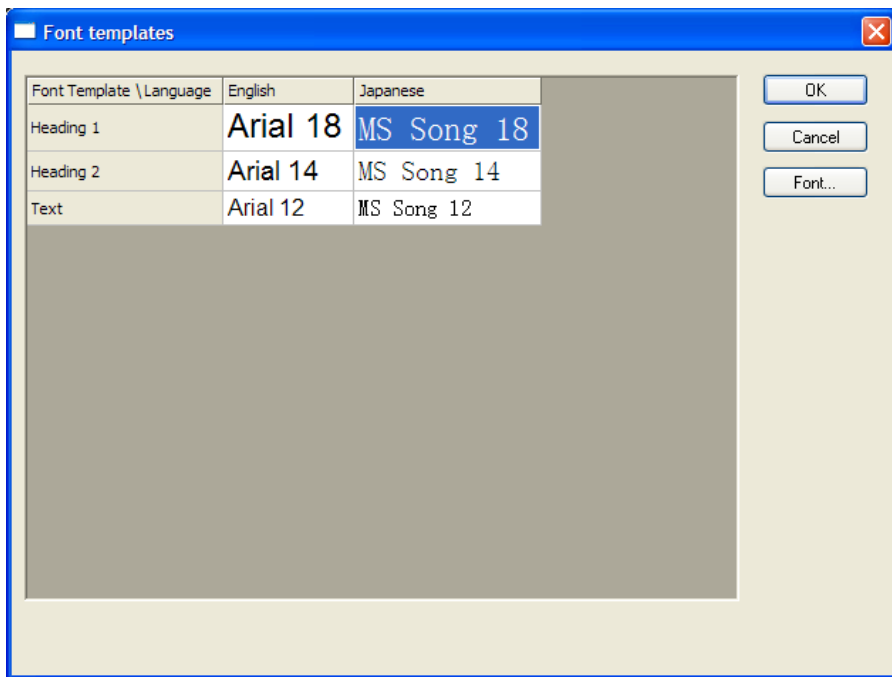 Font templates
Font Template \ Language English Japanese
Heading 1 Arial 18 MS Song 18
Heading 2 Arial 14 MS Song 14
Text Arial 12 MS Song 12
OK
Cancel
Font...